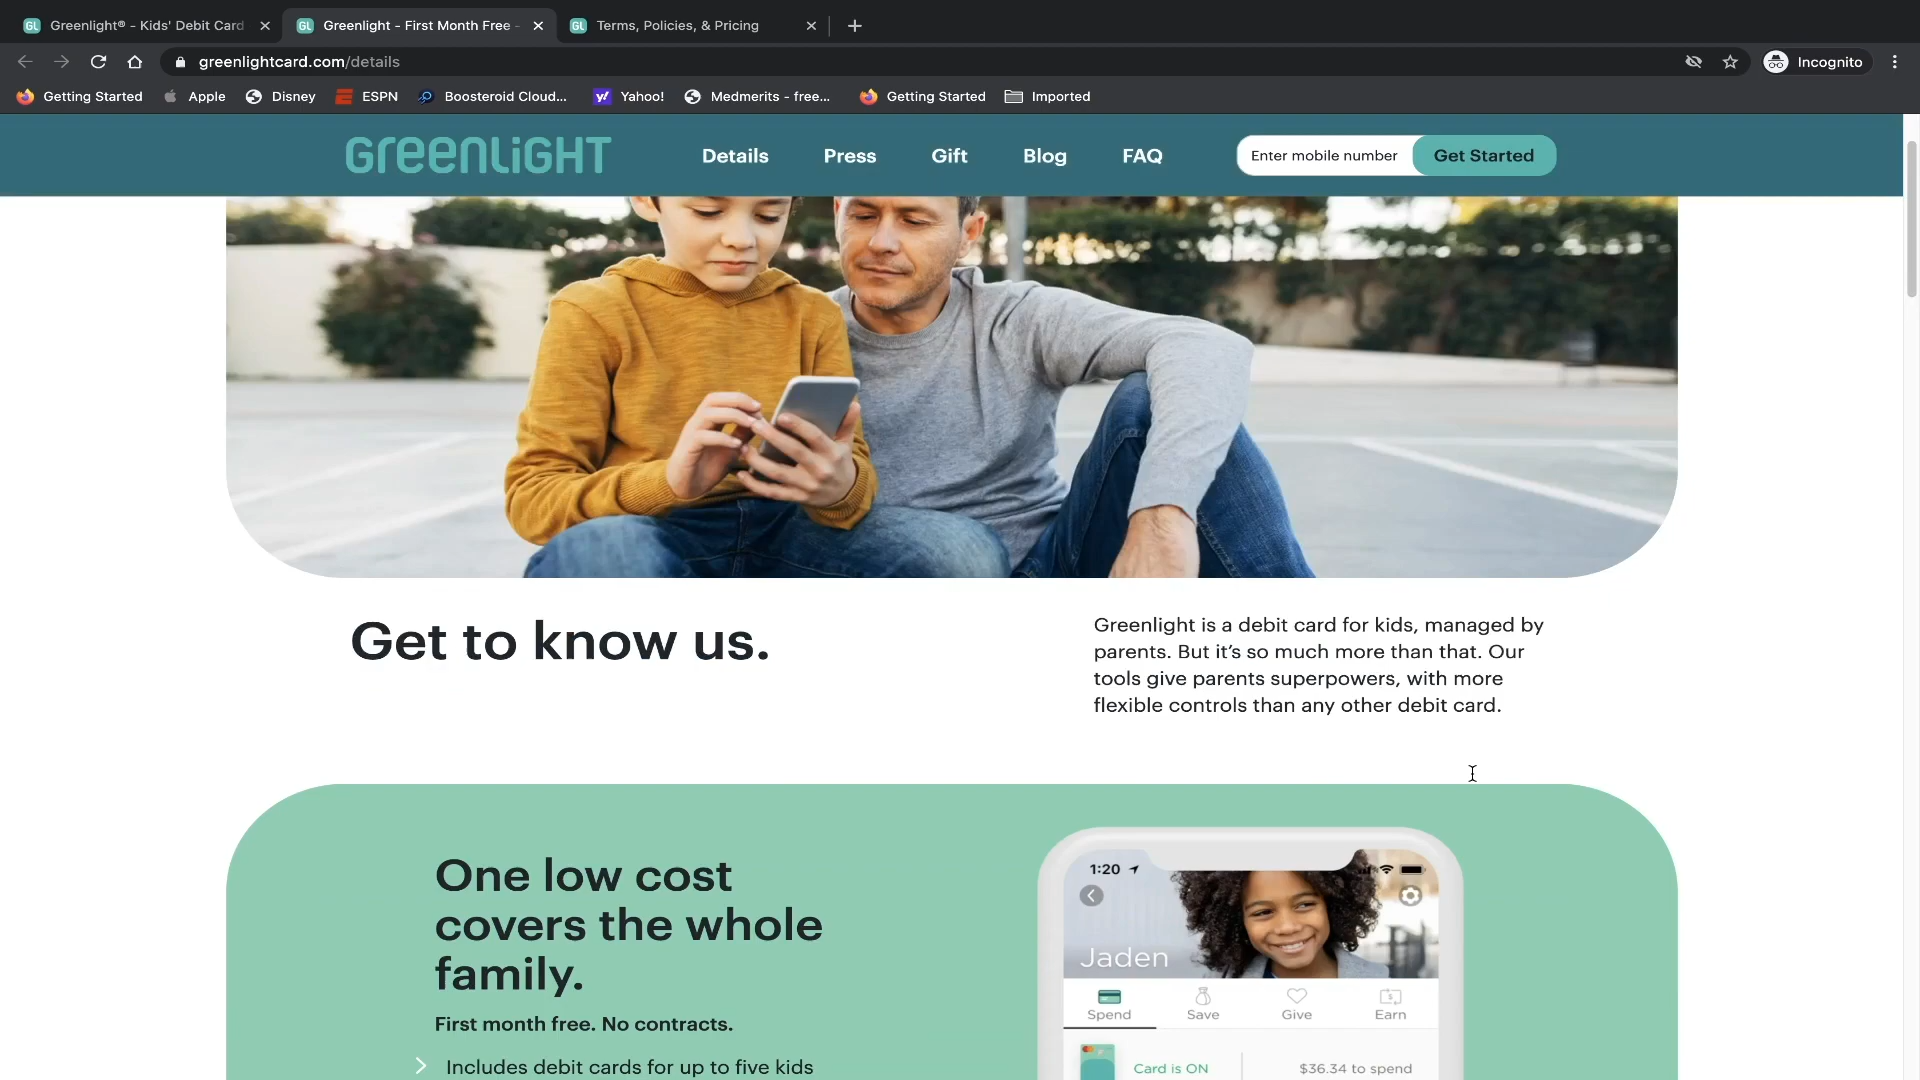 GL Greenlight® - Kids' Debit Card
GL Greenlight - First Month Free -
GL Terms, Policies, & Pricing
greenlightcard.com/details
Incognito
Getting Started Apple Disney ESPN Boosteroid Cloud... Yahoo! Medmerits - free... Getting Started Imported
GreenLiGHT
Details Press Gift Blog FAQ
Enter mobile number Get Started
Get to know us.
Greenlight is a debit card for kids, managed by
parents. But it's so much more than that. Our
tools give parents superpowers, with more
flexible controls than any other debit card.
One low cost
covers the whole
family.
First month free. No contracts.
Includes debit cards for up to five kids
1:20
Jaden
Spend Save Give Earn
Card is ON $36.34 to spend